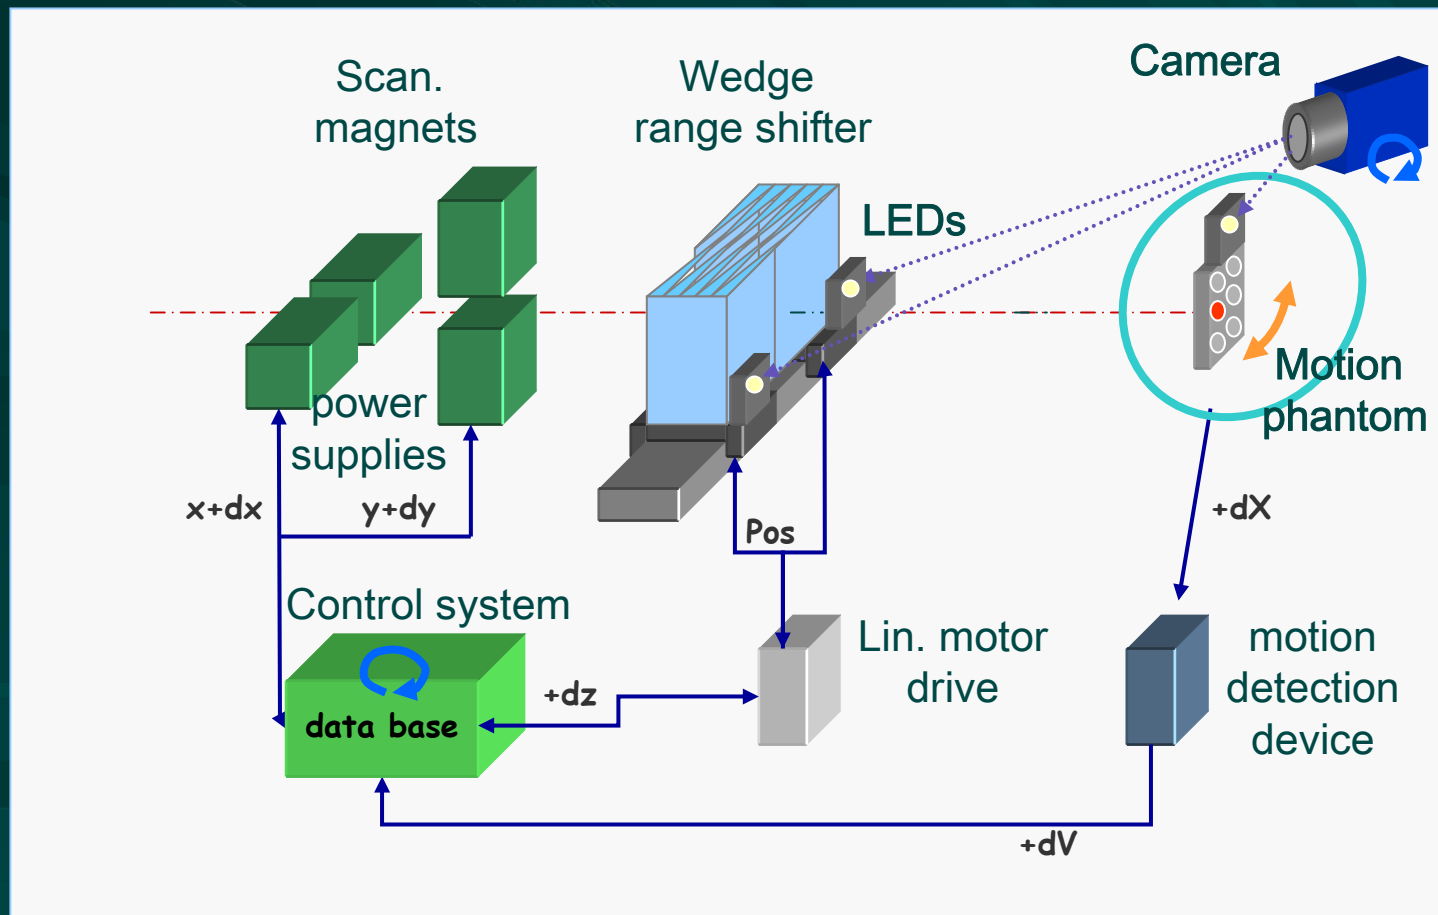 Scan.
magnets
Wedge
range shifter
Camera
LEDs
power
supplies
Motion
phantom
x+dx
y+dy
Pos
+dX
Control system
data base
+dz
Lin. motor
drive
motion
detection
device
+dV